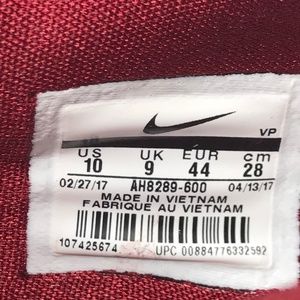 VP
US UK EUR cm
10 9 44 28
02/27/17 AH8289-600 04/13/17
MADE IN VIETNAM
FABRIQUE AU VIETNAM
107425674 UPC 00884776332592